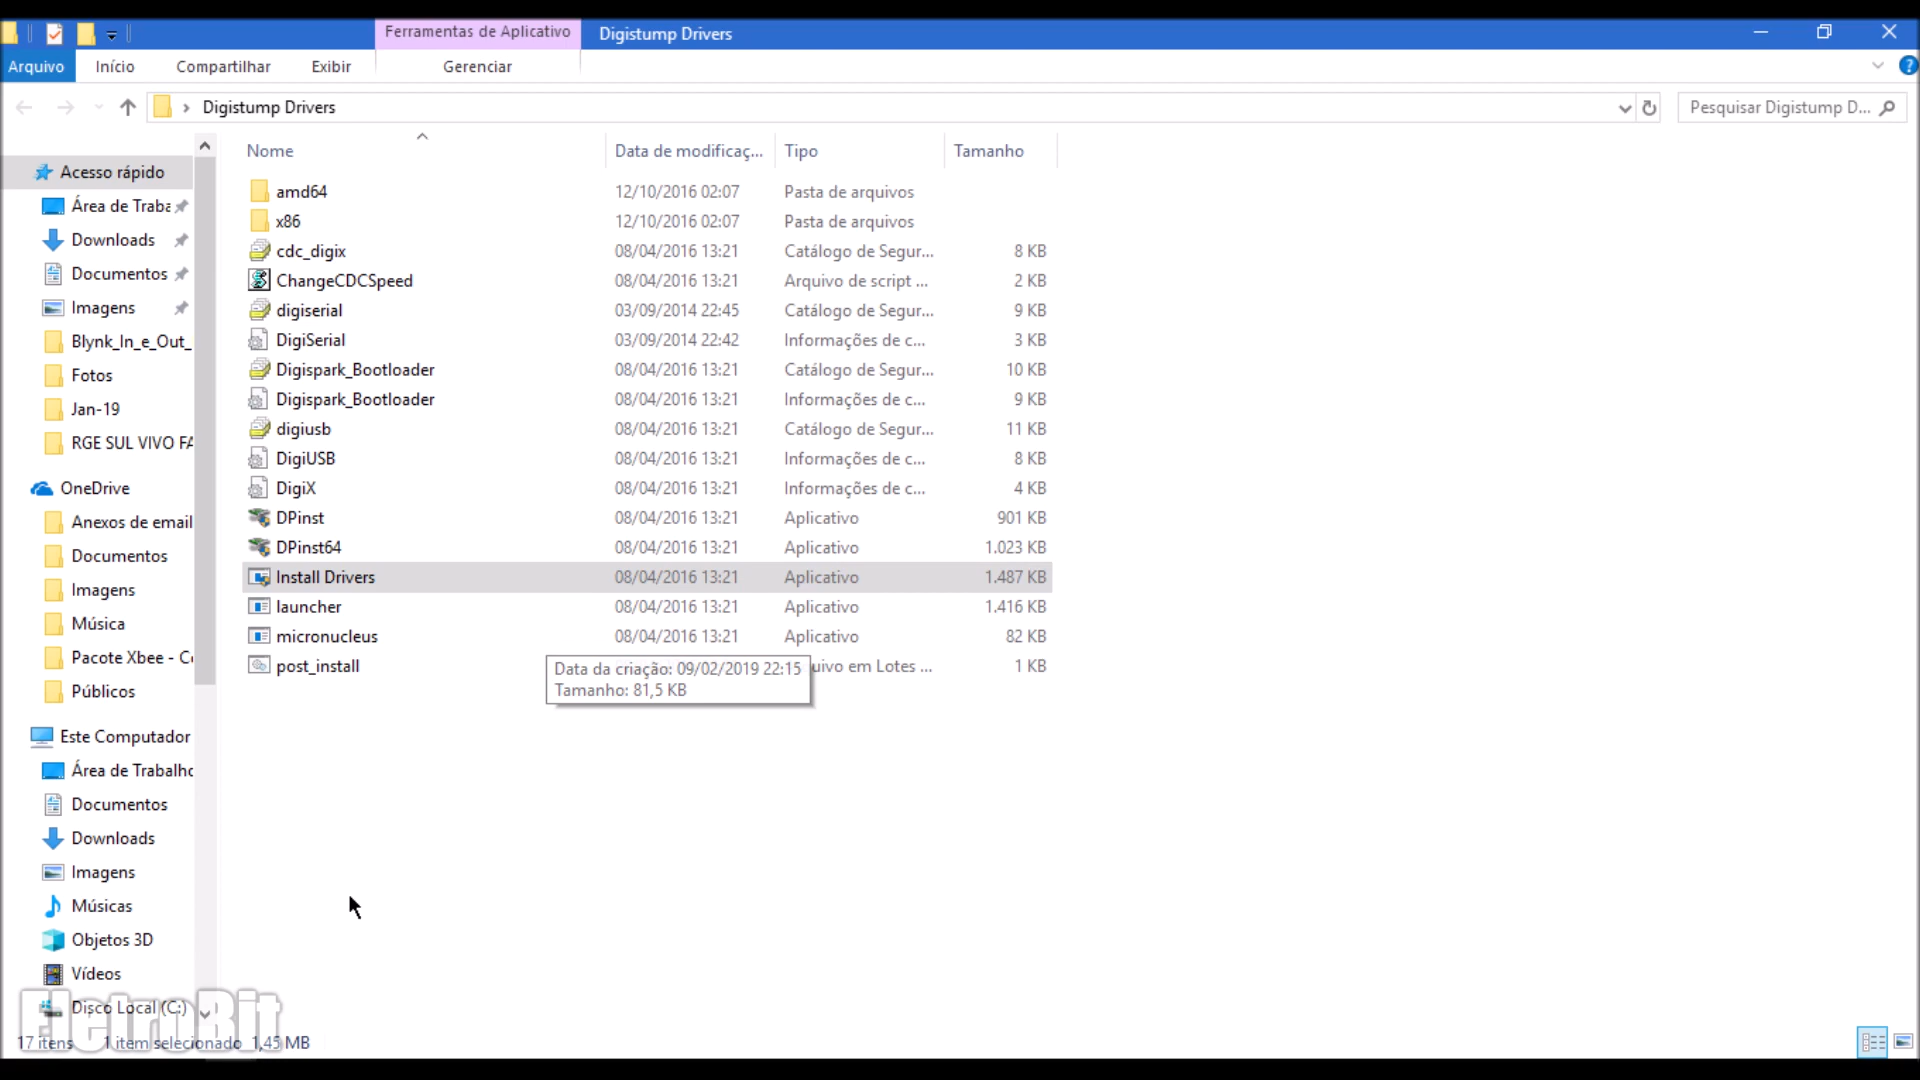 Ferramentas de Aplicativo
Digistump Drivers
Arquivo
Início
Compartilhar
Exibir
Gerenciar
?
Digistump Drivers
Pesquisar Digistump D...
Nome
Data de modificaç...
Tipo
Tamanho
Acesso rápido
Área de Traba
Downloads
Documentos
Imagens
Blynk_In_e_Out_
Fotos
Jan-19
RGE SUL VIVO FA
OneDrive
Anexos de email
Documentos
Imagens
Música
Pacote Xbee - C
Públicos
Este Computador
Área de Trabalho
Documentos
Downloads
Imagens
Músicas
Objetos 3D
Vídeos
Disco Local (C:)
amd64 12/10/2016 02:07 Pasta de arquivos
x86 12/10/2016 02:07 Pasta de arquivos
cdc_digix 08/04/2016 13:21 Catálogo de Segur... 8 KB
ChangeCDCSpeed 08/04/2016 13:21 Arquivo de script ... 2 KB
digiserial 03/09/2014 22:45 Catálogo de Segur... 9 KB
DigiSerial 03/09/2014 22:42 Informações de c... 3 KB
Digispark_Bootloader 08/04/2016 13:21 Catálogo de Segur... 10 KB
Digispark_Bootloader 08/04/2016 13:21 Informações de c... 9 KB
digiusb 08/04/2016 13:21 Catálogo de Segur... 11 KB
DigiUSB 08/04/2016 13:21 Informações de c... 8 KB
DigiX 08/04/2016 13:21 Informações de c... 4 KB
DPinst 08/04/2016 13:21 Aplicativo 901 KB
DPinst64 08/04/2016 13:21 Aplicativo 1.023 KB
Install Drivers 08/04/2016 13:21 Aplicativo 1.487 KB
launcher 08/04/2016 13:21 Aplicativo 1.416 KB
micronucleus 08/04/2016 13:21 Aplicativo 82 KB
post_install uivo em Lotes ... 1 KB
Data da criação: 09/02/2019 22:15
Tamanho: 81,5 KB
EletroBit
17 itens 1 item selecionado 1,45 MB